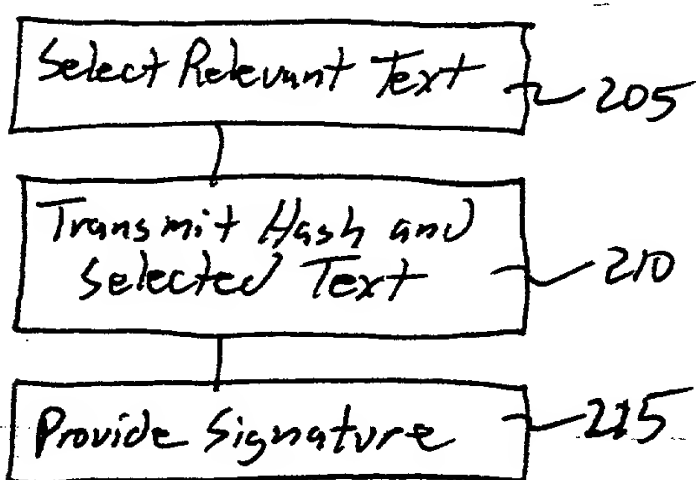 Select Relevant Text
205
Transmit Hash and
Selected Text
210
Provide Signature
215